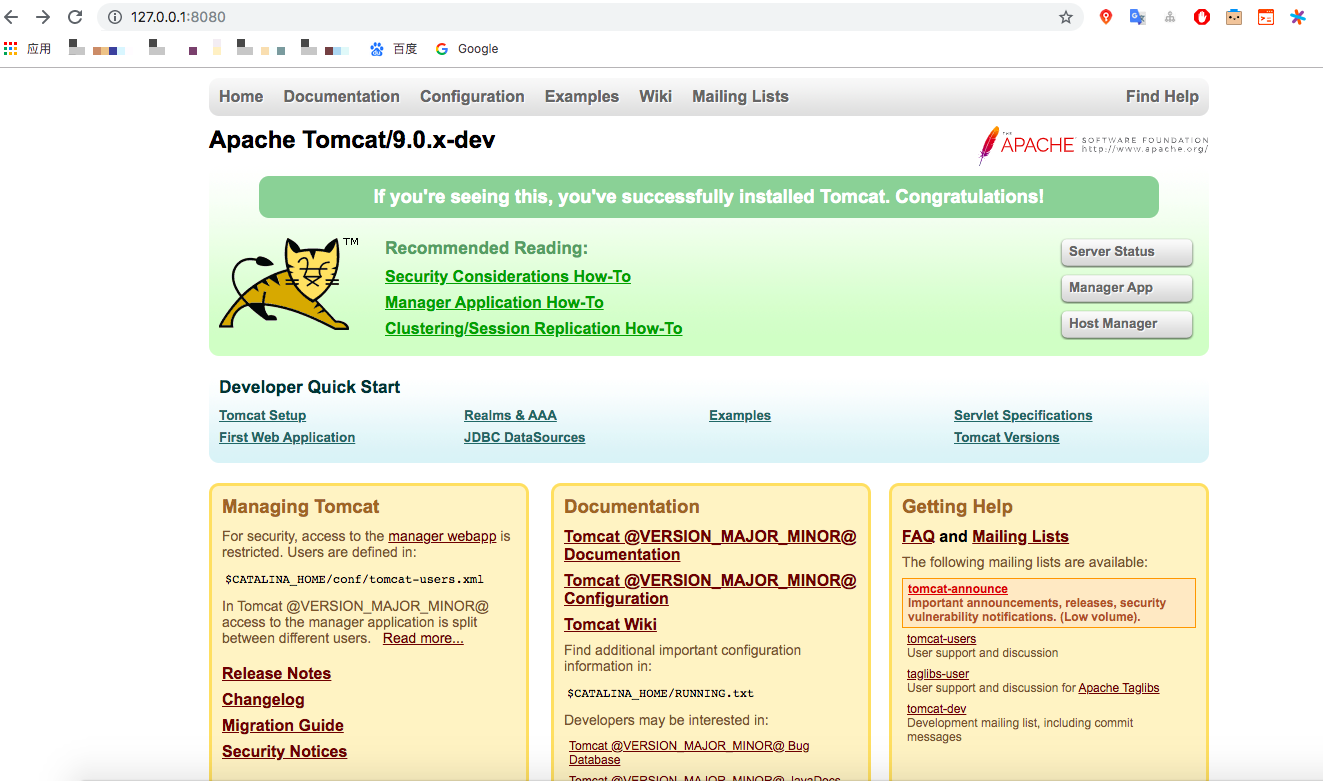 127.0.0.1:8080
应用 百度 Google
Home Documentation Configuration Examples Wiki Mailing Lists Find Help
Apache Tomcat/9.0.x-dev
THE
APACHE SOFTWARE FOUNDATION
http://www.apache.org/
If you're seeing this, you've successfully installed Tomcat. Congratulations!
TM
Recommended Reading:
Security Considerations How-To
Manager Application How-To
Clustering/Session Replication How-To
Server Status
Manager App
Host Manager
Developer Quick Start
Tomcat Setup
First Web Application
Realms & AAA
JDBC DataSources
Examples
Servlet Specifications
Tomcat Versions
Managing Tomcat
For security, access to the manager webapp is
restricted. Users are defined in:
$CATALINA_HOME/conf/tomcat-users.xml
In Tomcat @VERSION_MAJOR_MINOR@
access to the manager application is split
between different users. Read more...
Release Notes
Changelog
Migration Guide
Security Notices
Documentation
Tomcat @VERSION_MAJOR_MINOR@
Documentation
Tomcat @VERSION_MAJOR_MINOR@
Configuration
Tomcat Wiki
Find additional important configuration
information in:
$CATALINA_HOME/RUNNING.txt
Developers may be interested in:
Tomcat @VERSION_MAJOR_MINOR@ Bug
Database
Tomcat @VERSION_MAJOR_MINOR@ JavaDocs
Getting Help
FAQ and Mailing Lists
The following mailing lists are available:
tomcat-announce
Important announcements, releases, security
vulnerability notifications. (Low volume).
tomcat-users
User support and discussion
taglibs-user
User support and discussion for Apache Taglibs
tomcat-dev
Development mailing list, including commit
messages